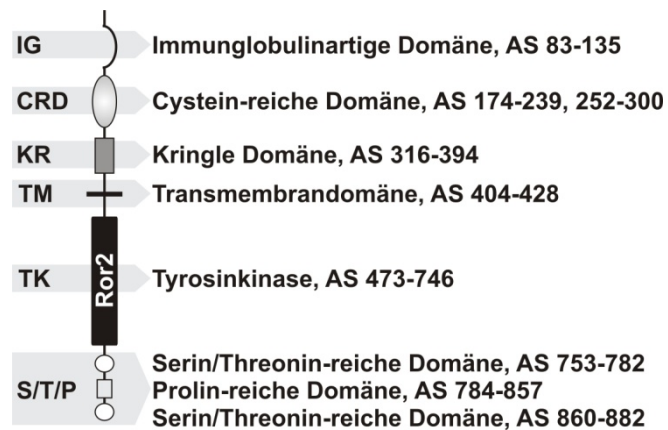 IG Immunglobulinartige Domäne, AS 83-135
CRD Cystein-reiche Domäne, AS 174-239, 252-300
KR Kringle Domäne, AS 316-394
TM Transmembrandomäne, AS 404-428
Ror2
TK Tyrosinkinase, AS 473-746
Serin/Threonin-reiche Domäne, AS 753-782
S/T/P Prolin-reiche Domäne, AS 784-857
Serin/Threonin-reiche Domäne, AS 860-882